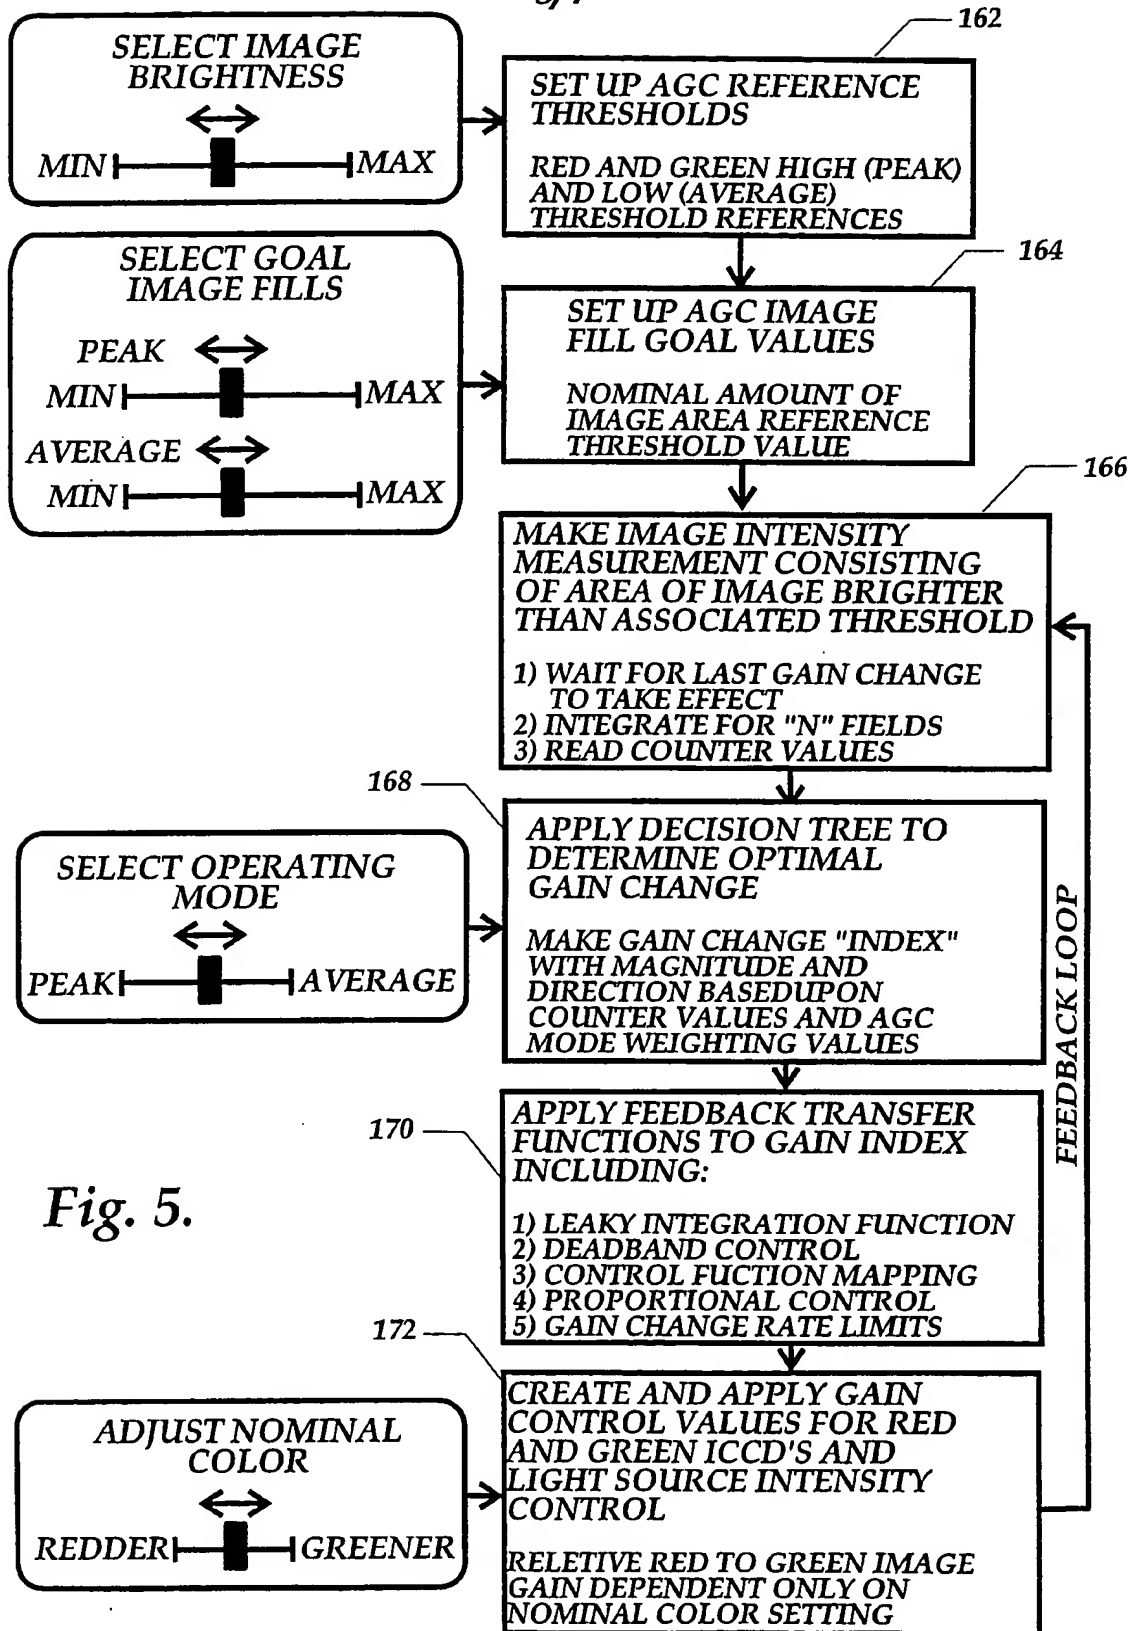 162
SELECT IMAGE
BRIGHTNESS
MIN MAX
SET UP AGC REFERENCE
THRESHOLDS
RED AND GREEN HIGH (PEAK)
AND LOW (AVERAGE)
THRESHOLD REFERENCES
164
SELECT GOAL
IMAGE FILLS
PEAK
MIN MAX
AVERAGE
MIN MAX
SET UP AGC IMAGE
FILL GOAL VALUES
NOMINAL AMOUNT OF
IMAGE AREA REFERENCE
THRESHOLD VALUE
166
MAKE IMAGE INTENSITY
MEASUREMENT CONSISTING
OF AREA OF IMAGE BRIGHTER
THAN ASSOCIATED THRESHOLD
1) WAIT FOR LAST GAIN CHANGE
TO TAKE EFFECT
2) INTEGRATE FOR "N" FIELDS
3) READ COUNTER VALUES
168
SELECT OPERATING
MODE
PEAK AVERAGE
APPLY DECISION TREE TO
DETERMINE OPTIMAL
GAIN CHANGE
MAKE GAIN CHANGE "INDEX"
WITH MAGNITUDE AND
DIRECTION BASEDUPON
COUNTER VALUES AND AGC
MODE WEIGHTING VALUES
FEEDBACK LOOP
170
APPLY FEEDBACK TRANSFER
FUNCTIONS TO GAIN INDEX
INCLUDING:
1) LEAKY INTEGRATION FUNCTION
2) DEADBAND CONTROL
3) CONTROL FUCTION MAPPING
4) PROPORTIONAL CONTROL
5) GAIN CHANGE RATE LIMITS
Fig. 5.
172
ADJUST NOMINAL
COLOR
REDDER GREENER
CREATE AND APPLY GAIN
CONTROL VALUES FOR RED
AND GREEN ICCD'S AND
LIGHT SOURCE INTENSITY
CONTROL
RELETIVE RED TO GREEN IMAGE
GAIN DEPENDENT ONLY ON
NOMINAL COLOR SETTING